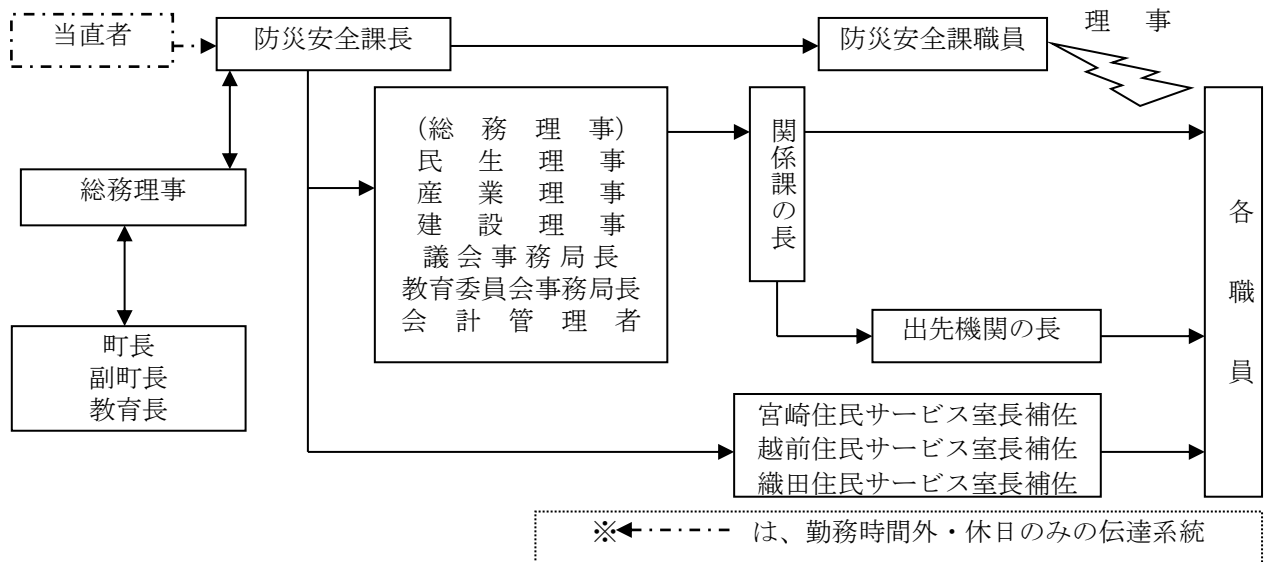 当直者
防災安全課長
防災安全課職員
理 事
(総務理事)
民生理事
産業理事
建設理事
議会事務局長
教育委員会事務局長
会計管理者
関係課の長
各職員
総務理事
出先機関の長
町長
副町長
教育長
宮崎住民サービス室長補佐
越前住民サービス室長補佐
織田住民サービス室長補佐
※ は、勤務時間外・休日のみの伝達系統